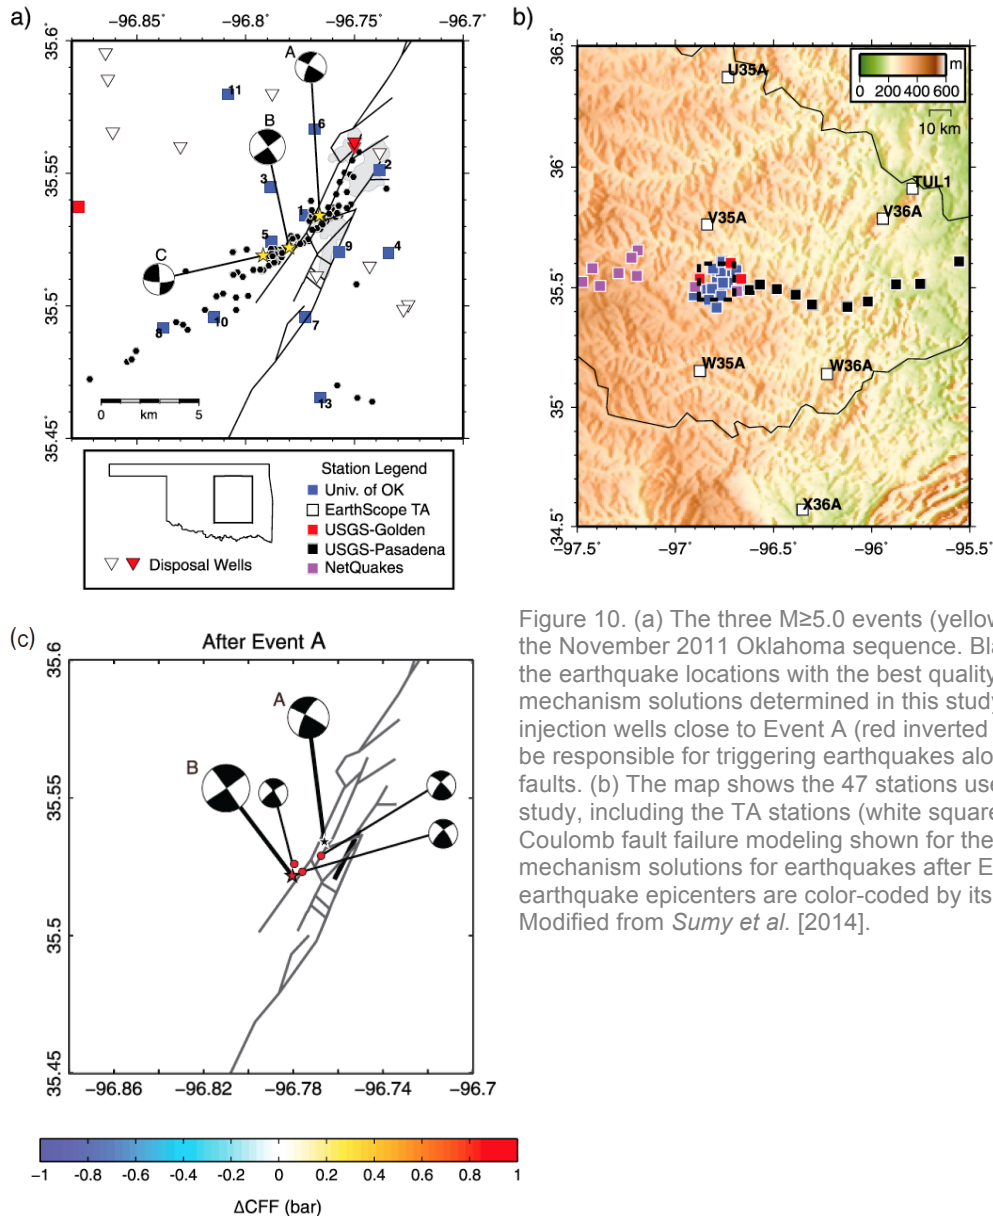 a)
−96.85˚
−96.8˚
−96.75˚
−96.7˚
35.6˚
35.55˚
35.5˚
35.45˚
A
B
C
11
6
2
3
1
5
9
4
8
10
7
13
0
km
5
Station Legend
Univ. of OK
EarthScope TA
USGS-Golden
USGS-Pasadena
NetQuakes
Disposal Wells
b)
36.5˚
36˚
35.5˚
35˚
34.5˚
−97.5˚
−97˚
−96.5˚
−96˚
−95.5˚
U35A
TUL1
V35A
V36A
W35A
W36A
X36A
m
0 200 400 600
10 km
(c)
After Event A
35.6
35.55
35.5
35.45
−96.86
−96.82
−96.78
−96.74
−96.7
A
B
−1
-0.8
-0.6
-0.4
-0.2
0
0.2
0.4
0.6
0.8
1
ΔCFF (bar)
Figure 10. (a) The three M≥5.0 events (yellow
the November 2011 Oklahoma sequence. Bla
the earthquake locations with the best quality
mechanism solutions determined in this study
injection wells close to Event A (red inverted
be responsible for triggering earthquakes alo
faults. (b) The map shows the 47 stations use
study, including the TA stations (white square
Coulomb fault failure modeling shown for the
mechanism solutions for earthquakes after E
earthquake epicenters are color-coded by its
Modified from Sumy et al. [2014].